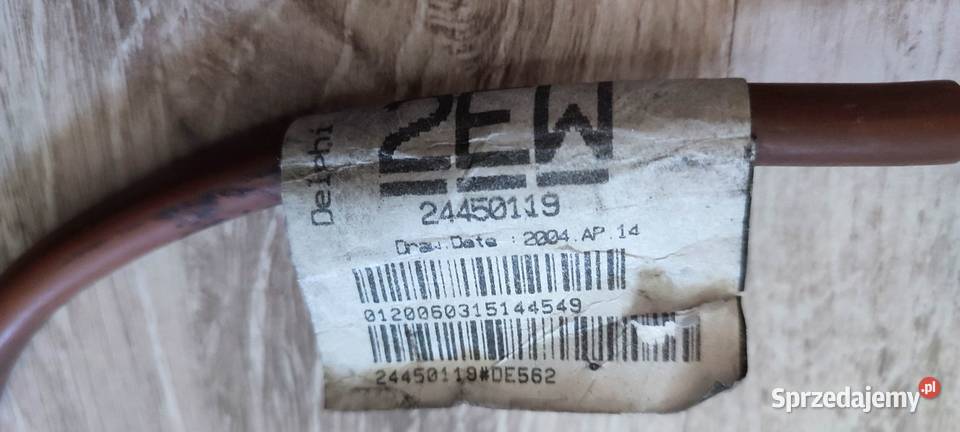 Delphi
ZEW
24450119
Draw.Date : 2004.AP.14
0120060315144549
24450119#DE562
Sprzedajemy.pl